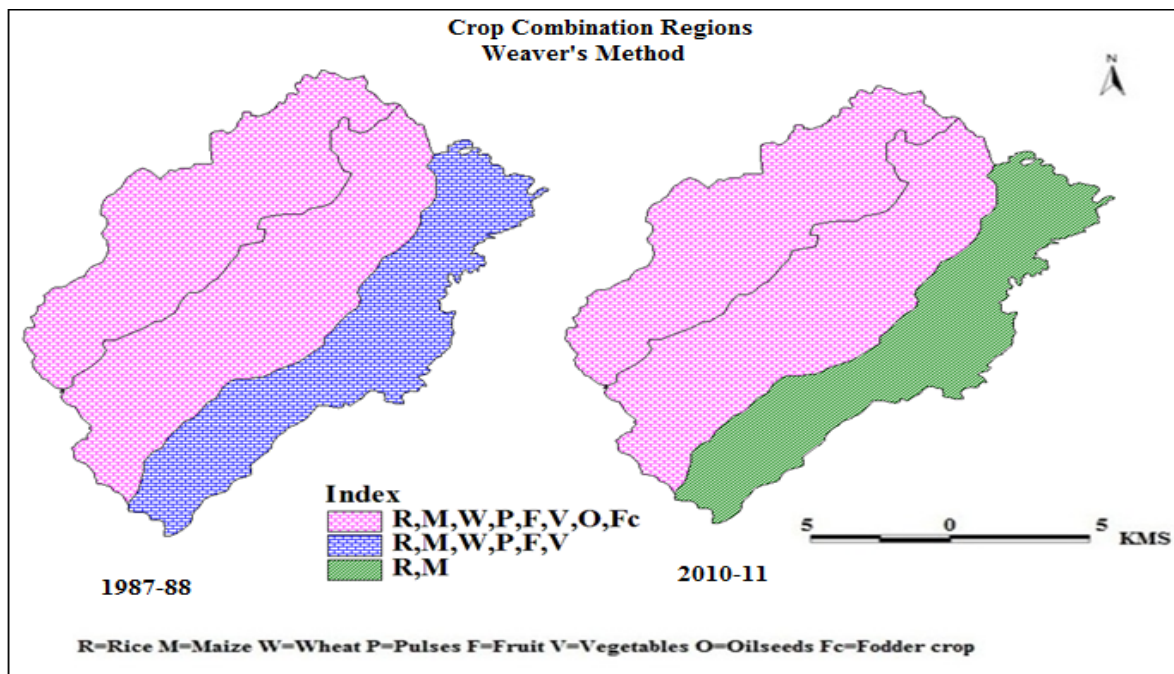 Crop Combination Regions
Weaver's Method
N
Index
R,M,W,P,F,V,O,Fc
R,M,W,P,F,V
R,M
5 0 5
KMS
1987-88
2010-11
R=Rice M=Maize W=Wheat P=Pulses F=Fruit V=Vegetables O=Oilseeds Fc=Fodder crop